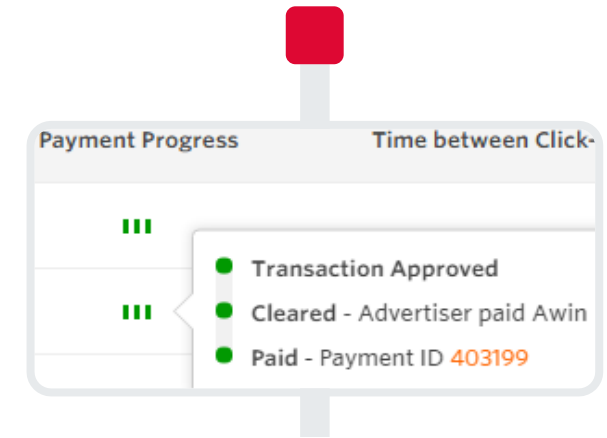 Payment Progress Time between Click-
Transaction Approved
Cleared - Advertiser paid Awin
Paid - Payment ID 403199